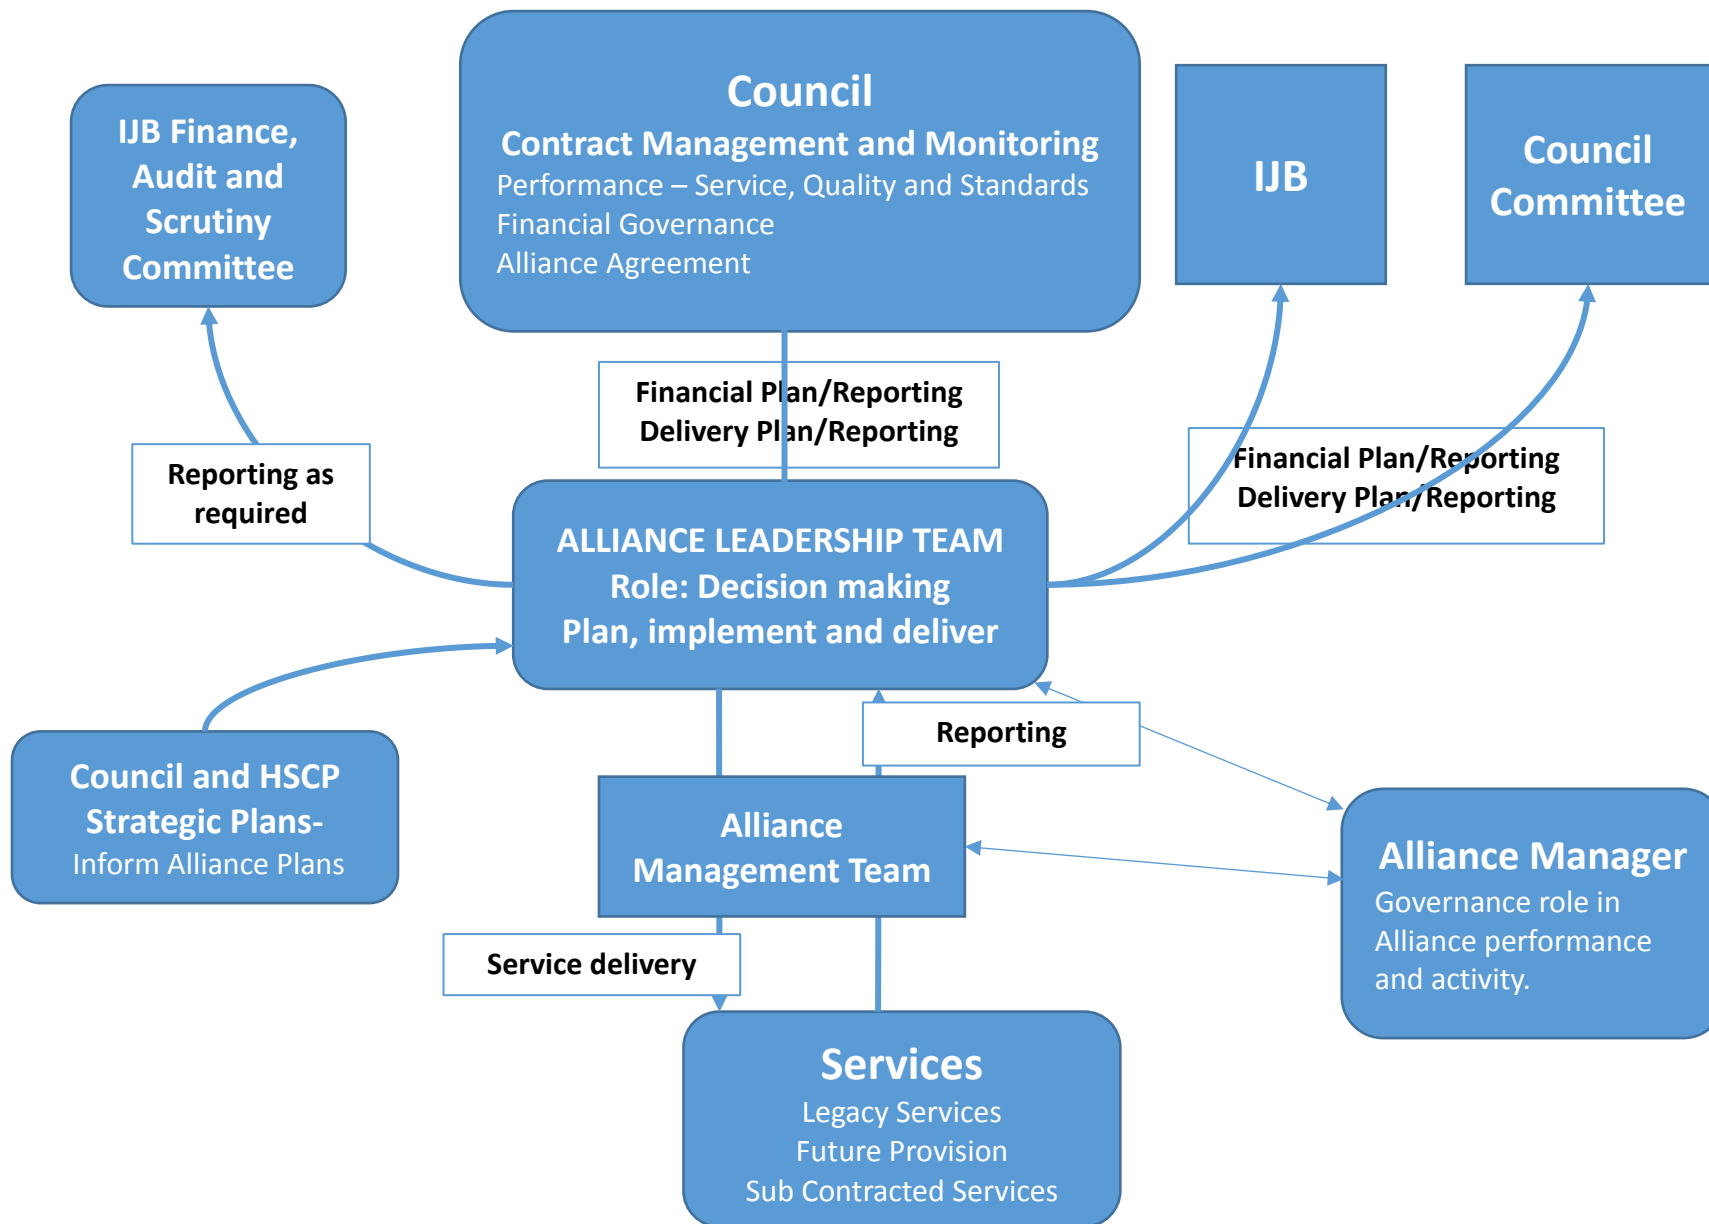 Council
Contract Management and Monitoring
Performance – Service, Quality and Standards
Financial Governance
Alliance Agreement
IJB Finance,
Audit and
Scrutiny
Committee
IJB
Council
Committee
Financial Plan/Reporting
Delivery Plan/Reporting
Reporting as
required
Financial Plan/Reporting
Delivery Plan/Reporting
ALLIANCE LEADERSHIP TEAM
Role: Decision making
Plan, implement and deliver
Reporting
Council and HSCP
Strategic Plans-
Inform Alliance Plans
Alliance
Management Team
Alliance Manager
Governance role in
Alliance performance
and activity.
Service delivery
Services
Legacy Services
Future Provision
Sub Contracted Services